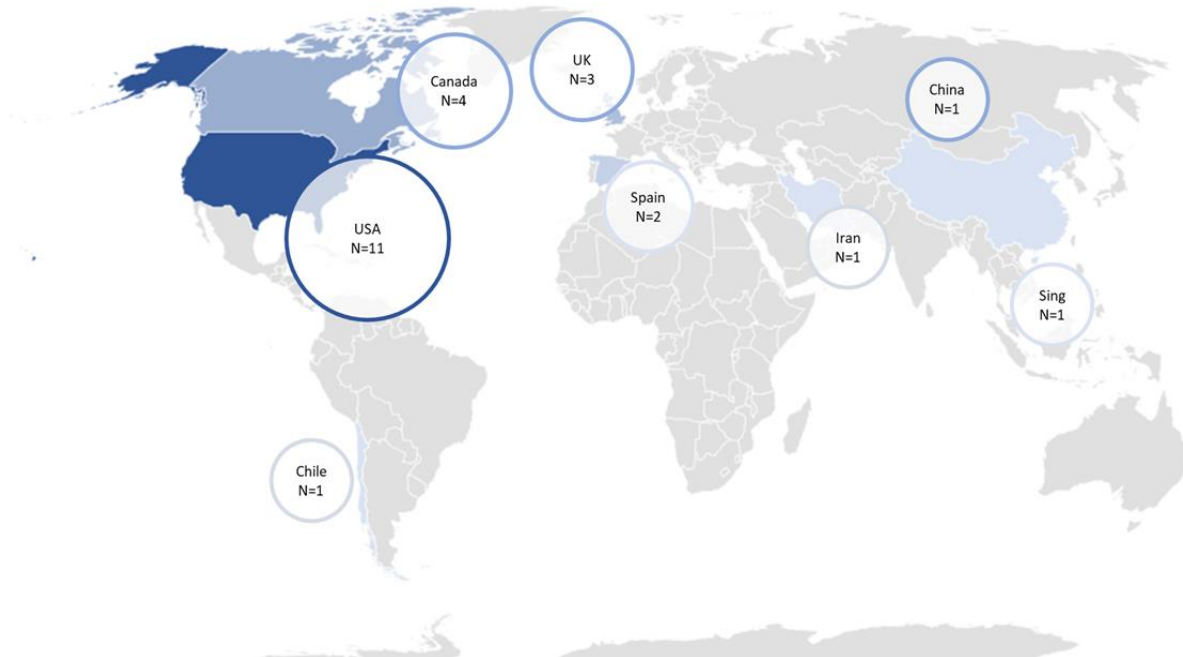 Canada
N=4
UK
N=3
China
N=1
USA
N=11
Spain
N=2
Iran
N=1
Sing
N=1
Chile
N=1